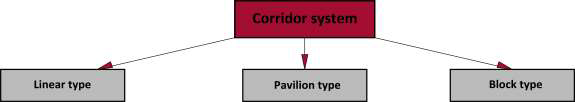 Corridor system
Linear type
Pavilion type
Block type